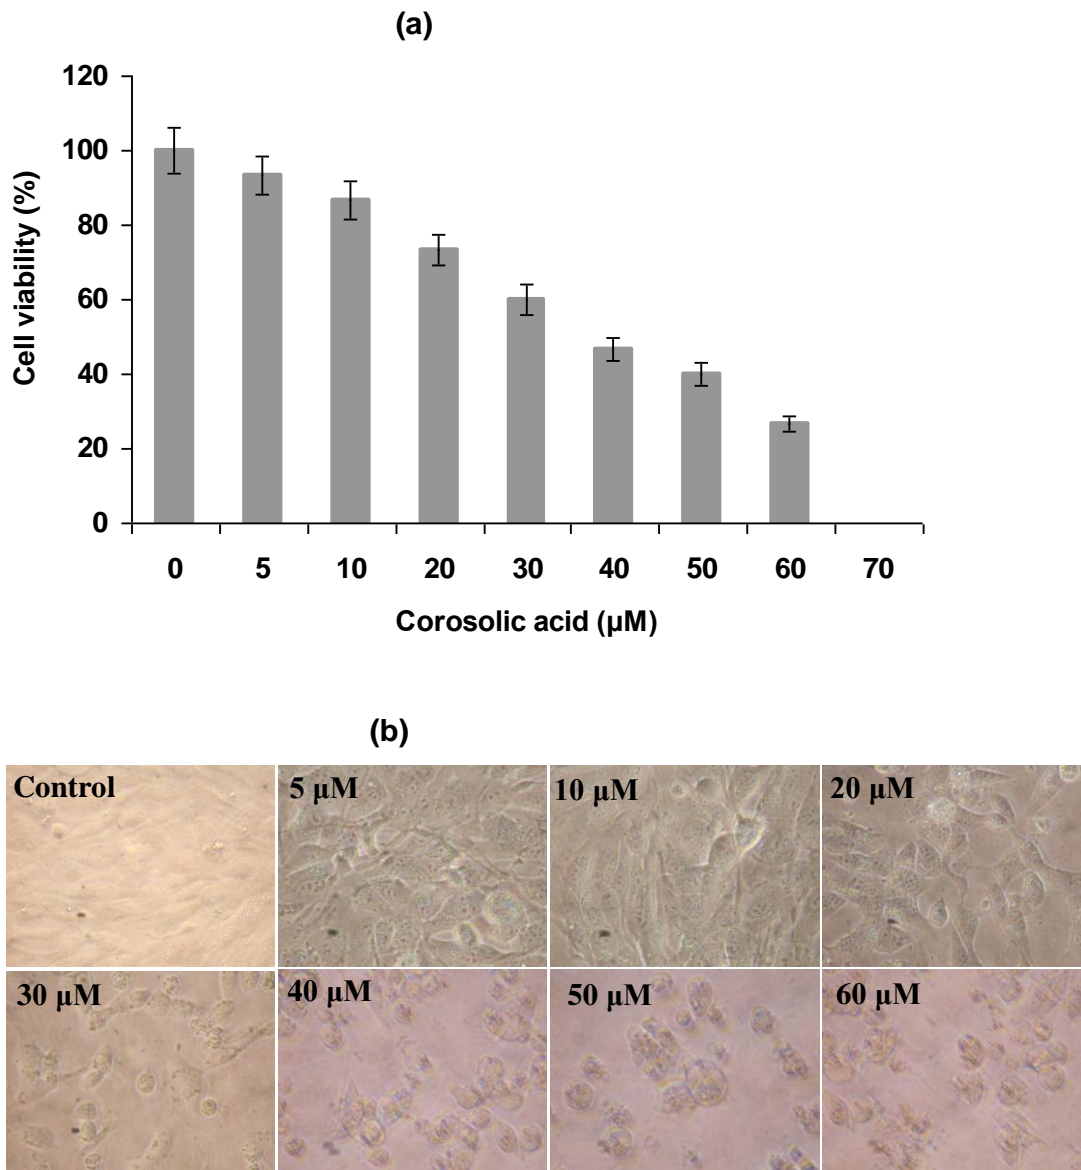 (a)
120
100
80
60
40
20
0
Cell viability (%)
0 5 10 20 30 40 50 60 70
Corosolic acid (µM)
(b)
Control 5 µM 10 µM 20 µM
30 µM 40 µM 50 µM 60 µM